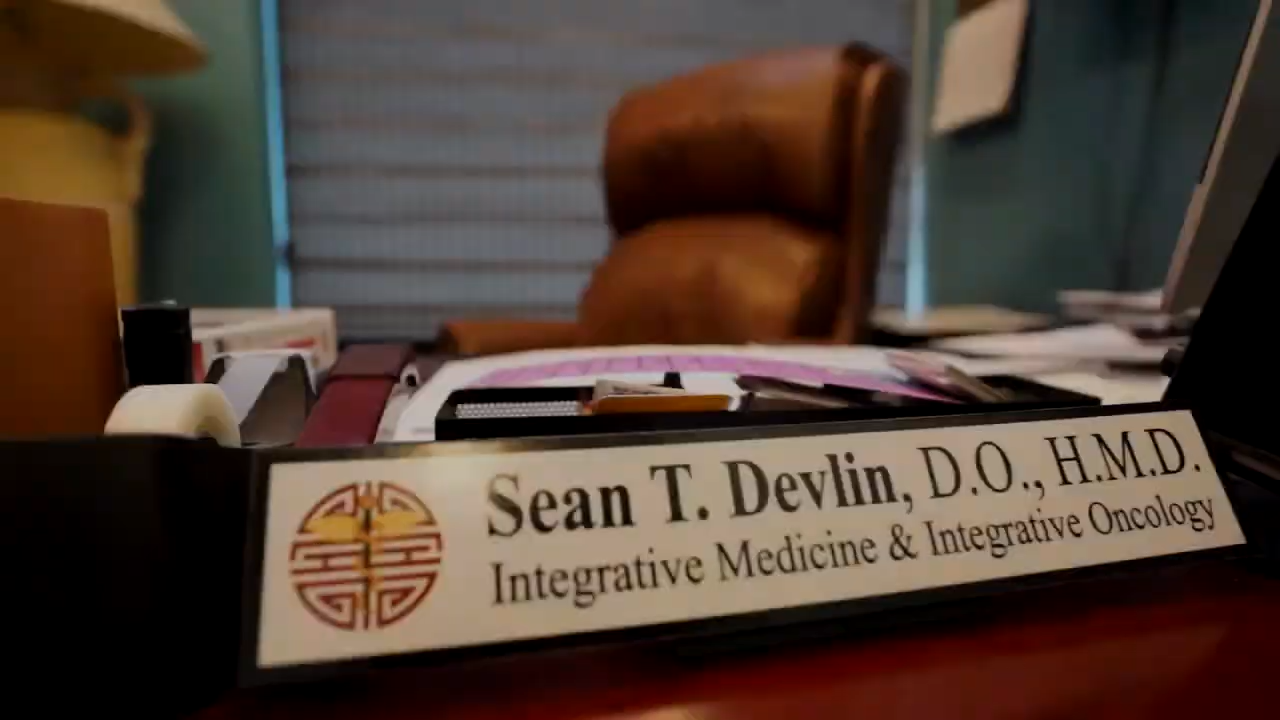 Sean T. Devlin, D.O., H.M.D.
Integrative Medicine & Integrative Oncology